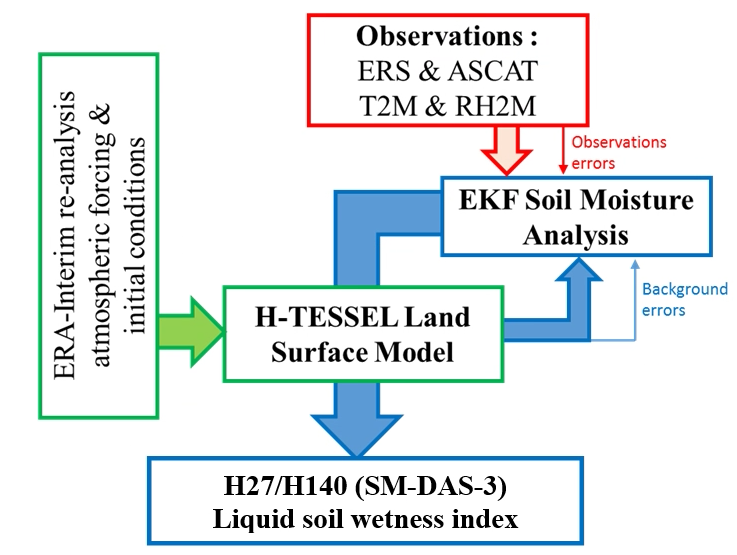 Observations :
ERS & ASCAT
T2M & RH2M
Observations
errors
ERA-Interim re-analysis
atmospheric forcing &
initial conditions
EKF Soil Moisture
Analysis
Background
errors
H-TESSEL Land
Surface Model
H27/H140 (SM-DAS-3)
Liquid soil wetness index